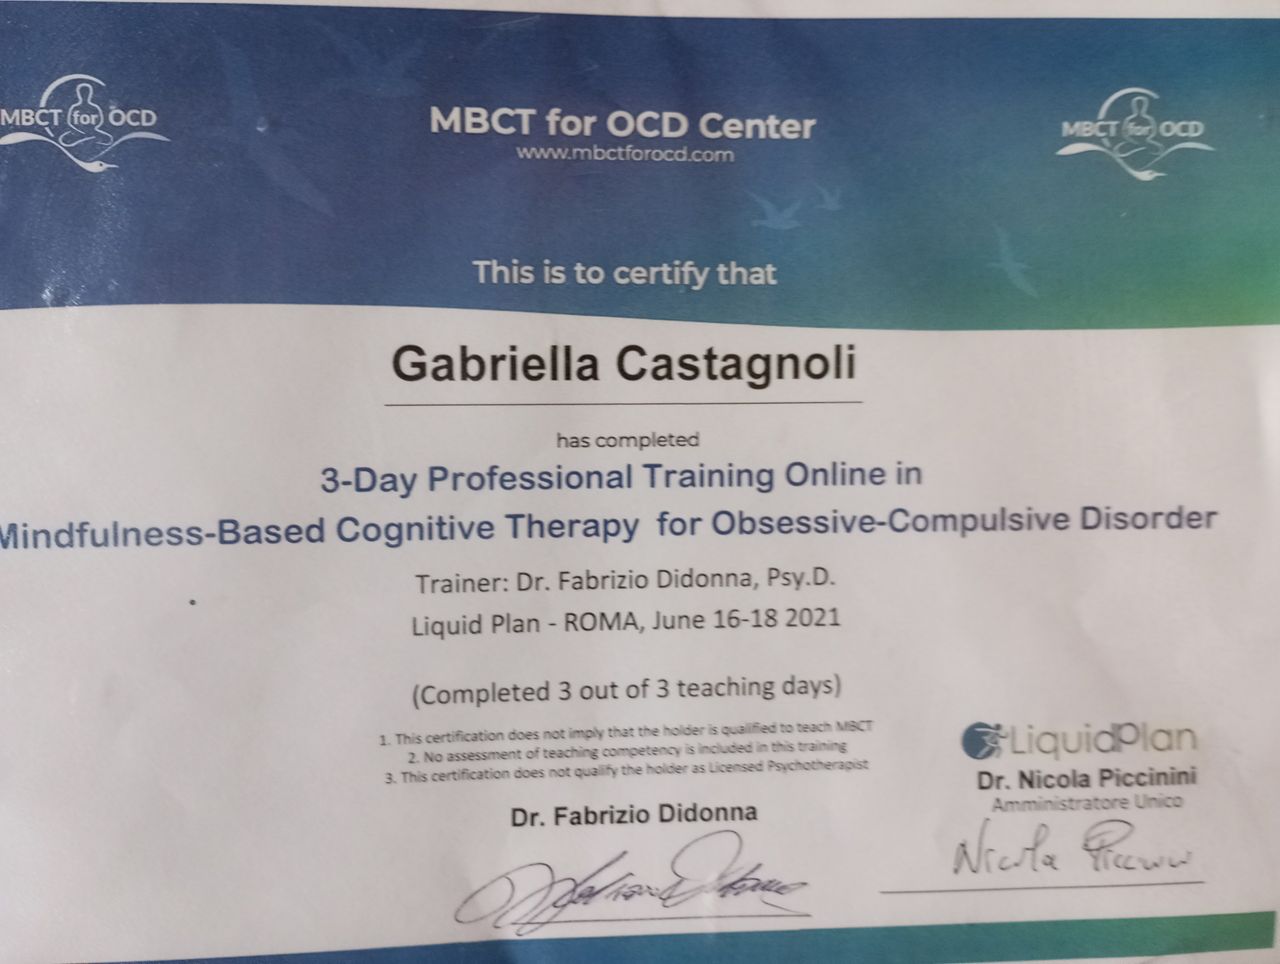 MBCT for OCD
MBCT for OCD Center
www.mbctforocd.com
MBCT for OCD
This is to certify that
Gabriella Castagnoli
has completed
3-Day Professional Training Online in
Mindfulness-Based Cognitive Therapy for Obsessive-Compulsive Disorder
Trainer: Dr. Fabrizio Didonna, Psy.D.
Liquid Plan - ROMA, June 16-18 2021
(Completed 3 out of 3 teaching days)
1. This certification does not imply that the holder is qualified to teach MBCT
2. No assessment of teaching competency is included in this training
3. This certification does not qualify the holder as Licensed Psychotherapist
Dr. Fabrizio Didonna
LiquidPlan
Dr. Nicola Piccinini
Amministratore Unico
Nicola